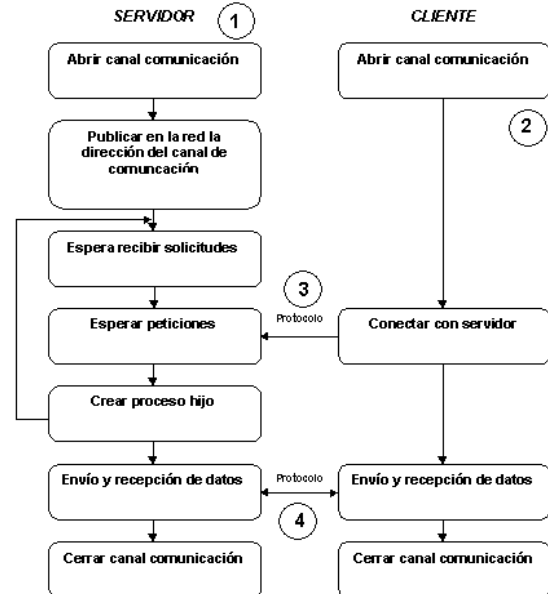 SERVIDOR
1
CLIENTE
Abrir canal comunicación
Abrir canal comunicación
2
Publicar en la red la
dirección del canal de
comuncación
Espera recibir solicitudes
3
Protocolo
Esperar peticiones
Conectar con servidor
Crear proceso hijo
Envío y recepción de datos
Protocolo
Envío y recepción de datos
4
Cerrar canal comunicación
Cerrar canal comunicación